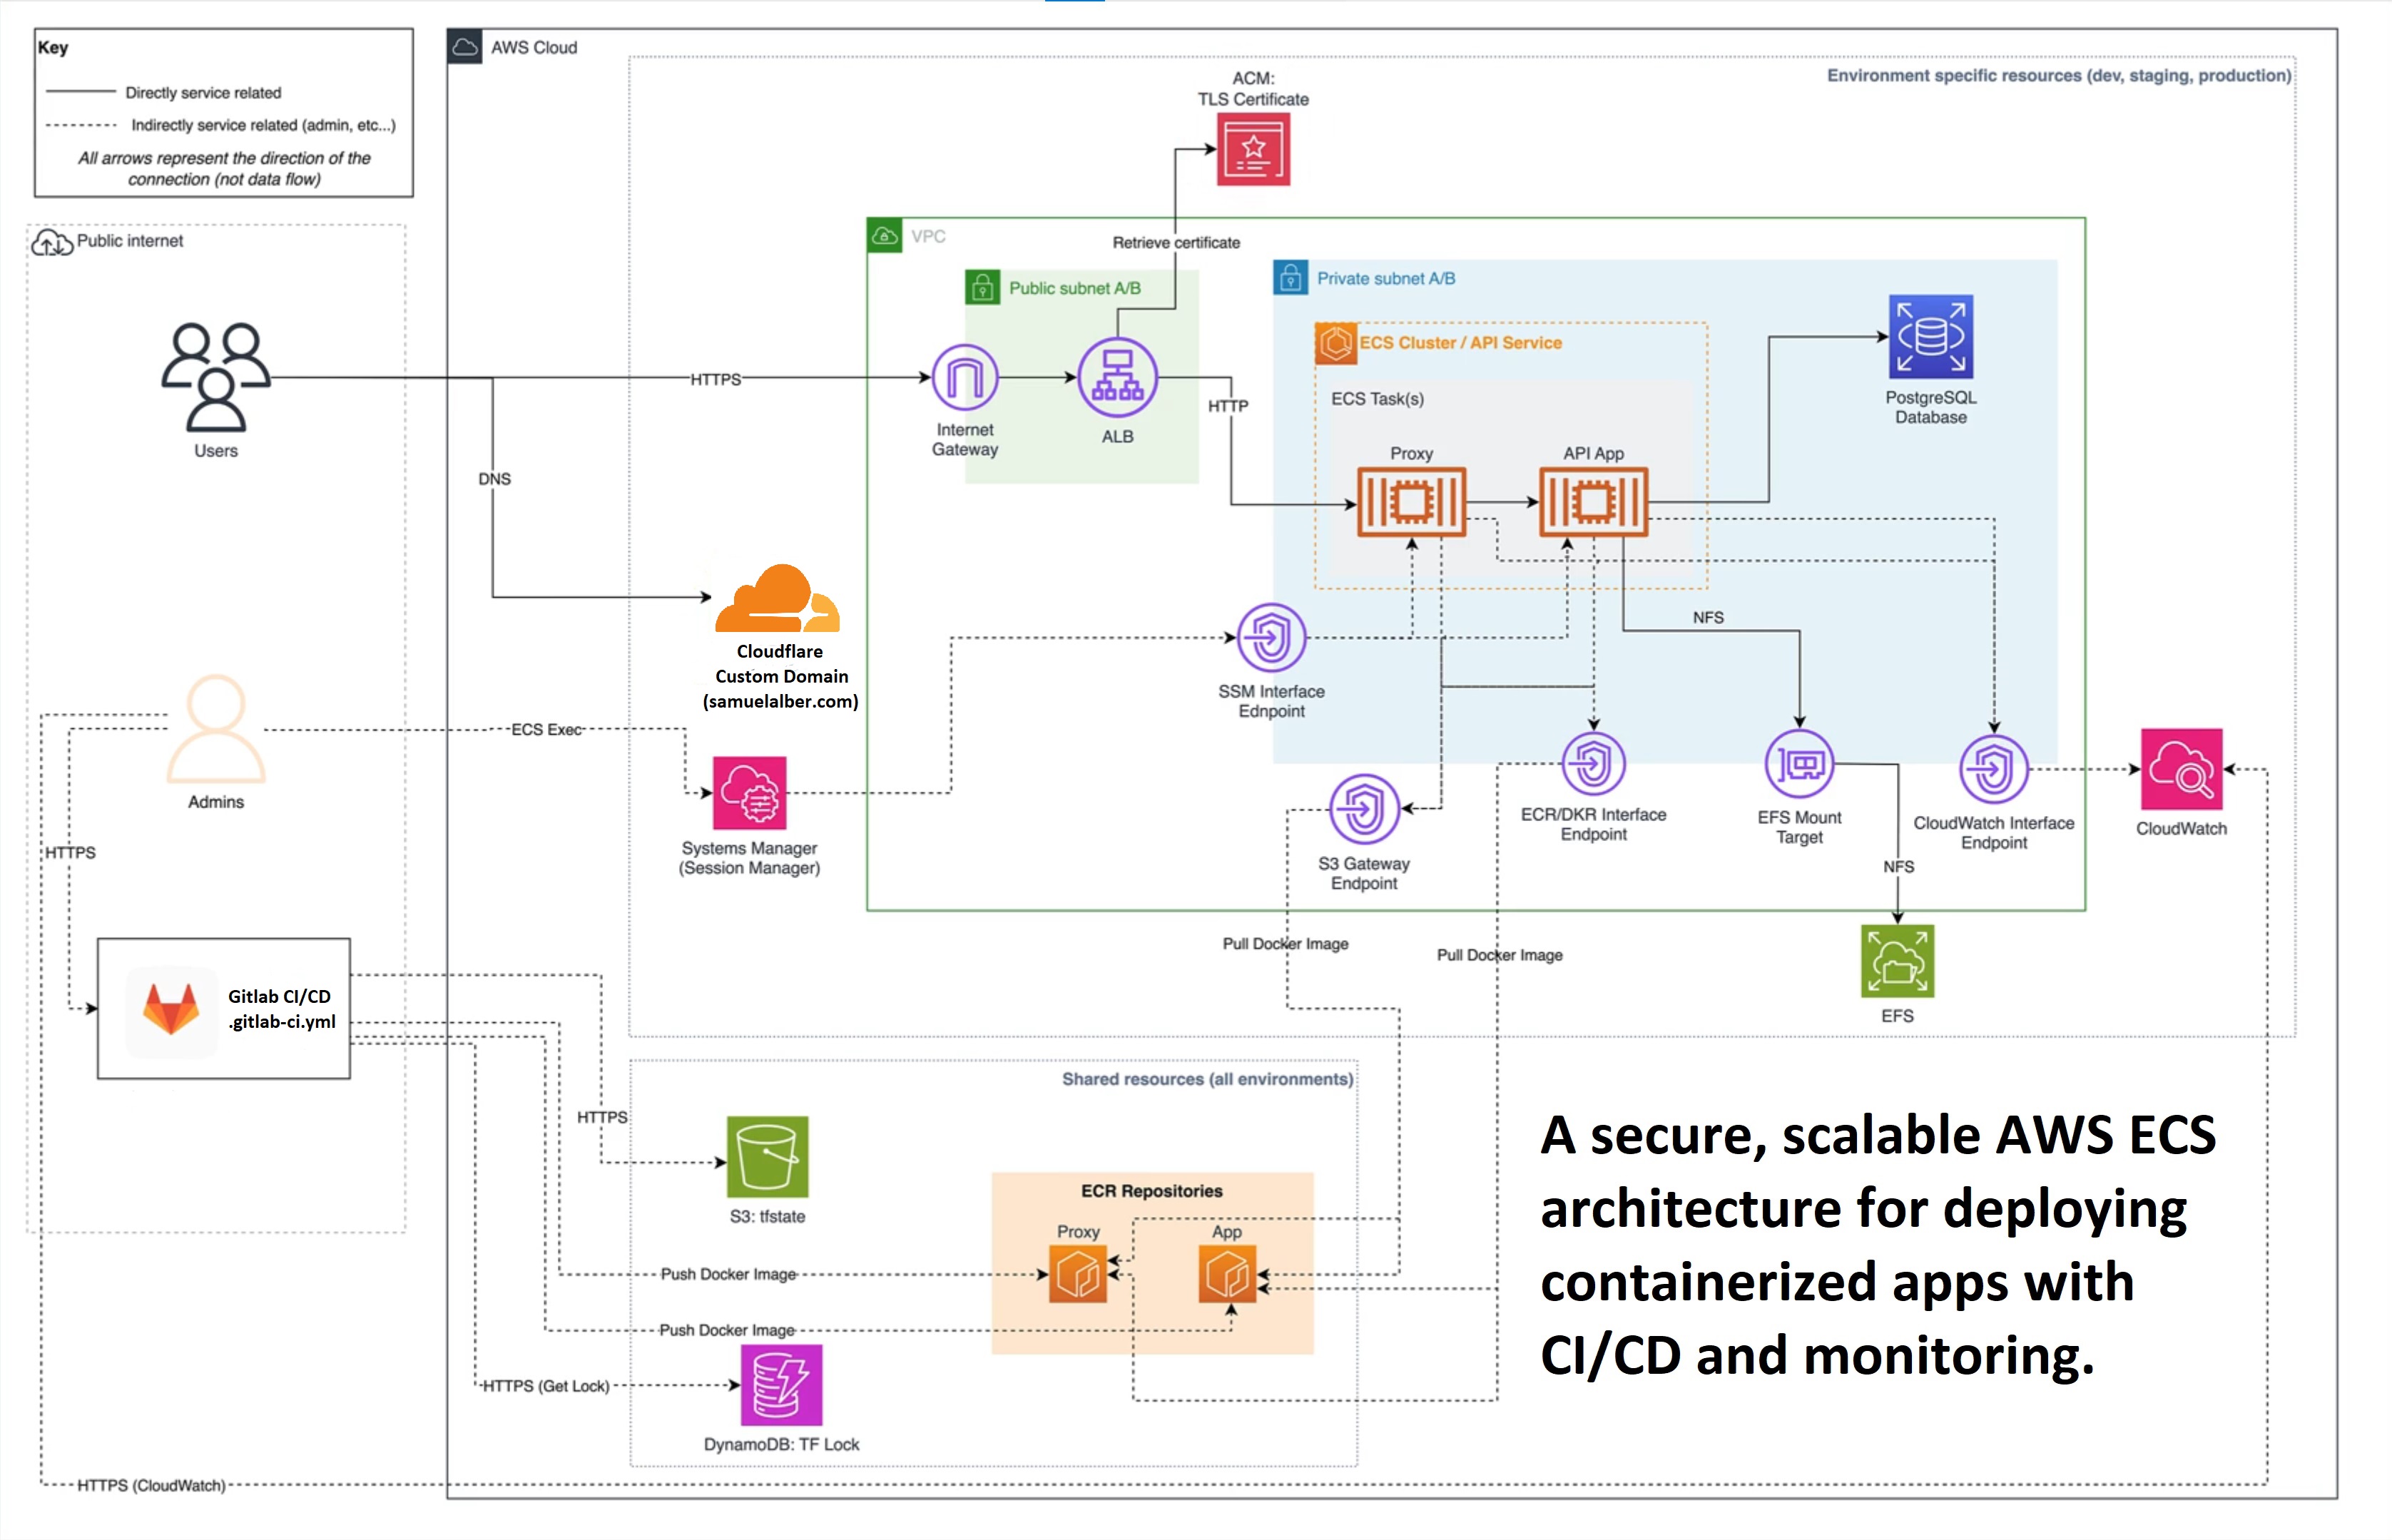 Key
Directly service related
Indirectly service related (admin, etc...)
All arrows represent the direction of the
connection (not data flow)
AWS Cloud
Environment specific resources (dev, staging, production)
ACM:
TLS Certificate
Public internet
VPC
Retrieve certificate
Public subnet A/B
Private subnet A/B
ECS Cluster / API Service
Users
HTTPS
Internet
Gateway
ALB
HTTP
ECS Task(s)
PostgreSQL
Database
Proxy
API App
DNS
NFS
Cloudflare
Custom Domain
(samuelalber.com)
SSM Interface
Ednpoint
Admins
ECS Exec
Systems Manager
(Session Manager)
HTTPS
S3 Gateway
Endpoint
ECR/DKR Interface
Endpoint
EFS Mount
Target
CloudWatch Interface
Endpoint
CloudWatch
NFS
Pull Docker Image
Pull Docker Image
EFS
Gitlab CI/CD
.gitlab-ci.yml
Shared resources (all environments)
HTTPS
S3: tfstate
ECR Repositories
Proxy
App
Push Docker Image
Push Docker Image
HTTPS (Get Lock)
DynamoDB: TF Lock
HTTPS (CloudWatch)
A secure, scalable AWS ECS
architecture for deploying
containerized apps with
CI/CD and monitoring.